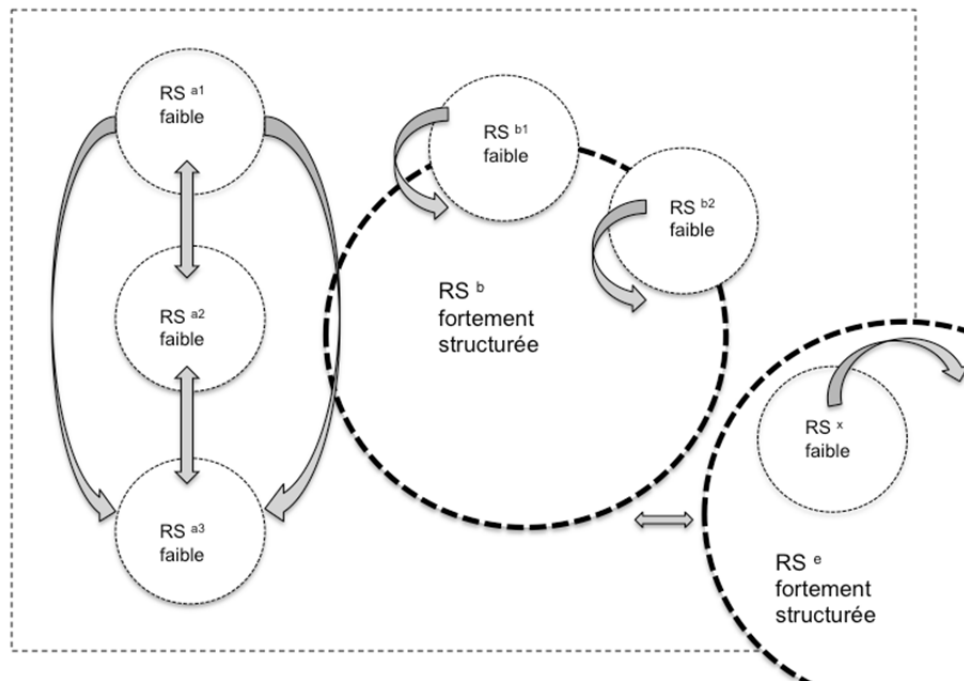 RS a1
faible
RS a2
faible
RS a3
faible
RS b1
faible
RS b2
faible
RS b
fortement
structurée
RS x
faible
RS e
fortement
structurée